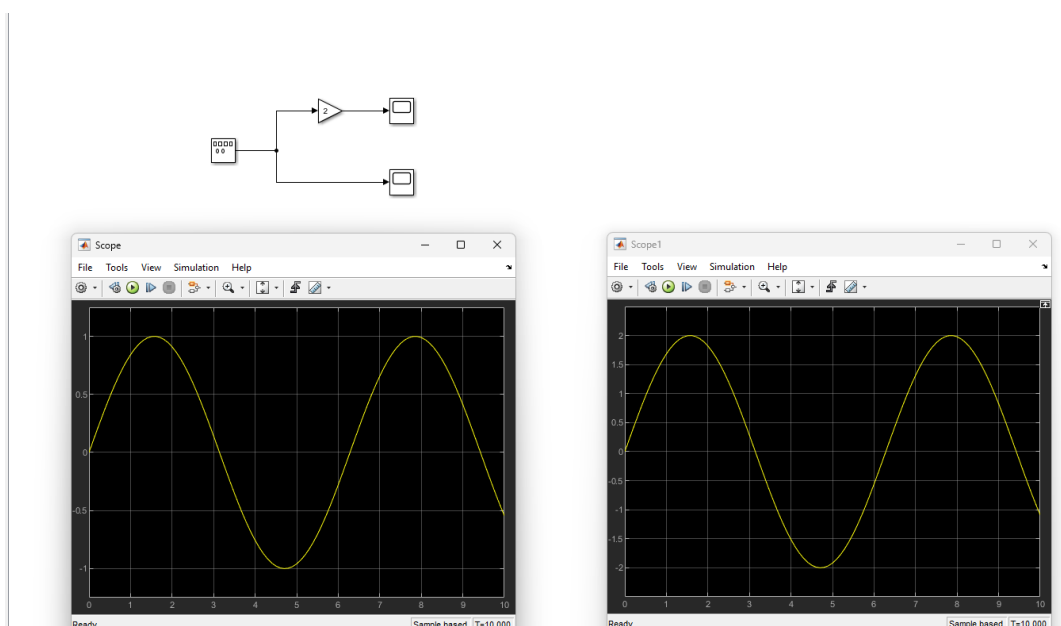 2
Scope
File Tools View Simulation Help
1
0.5
0
-0.5
-1
0 1 2 3 4 5 6 7 8 9 10
Ready Sample based T=10.000
Scope1
File Tools View Simulation Help
2
1.5
1
0.5
0
-0.5
-1
-1.5
-2
0 1 2 3 4 5 6 7 8 9 10
Ready Sample based T=10.000